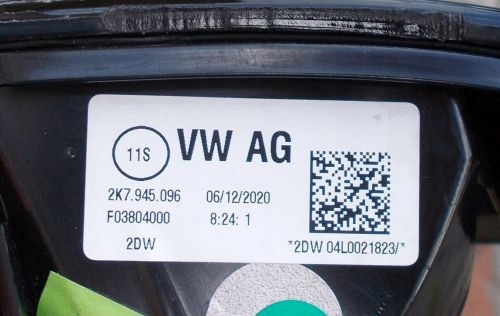 11S VW AG
2K7.945.096 06/12/2020
F03804000 8:24: 1
2DW *2DW 04L0021823/*